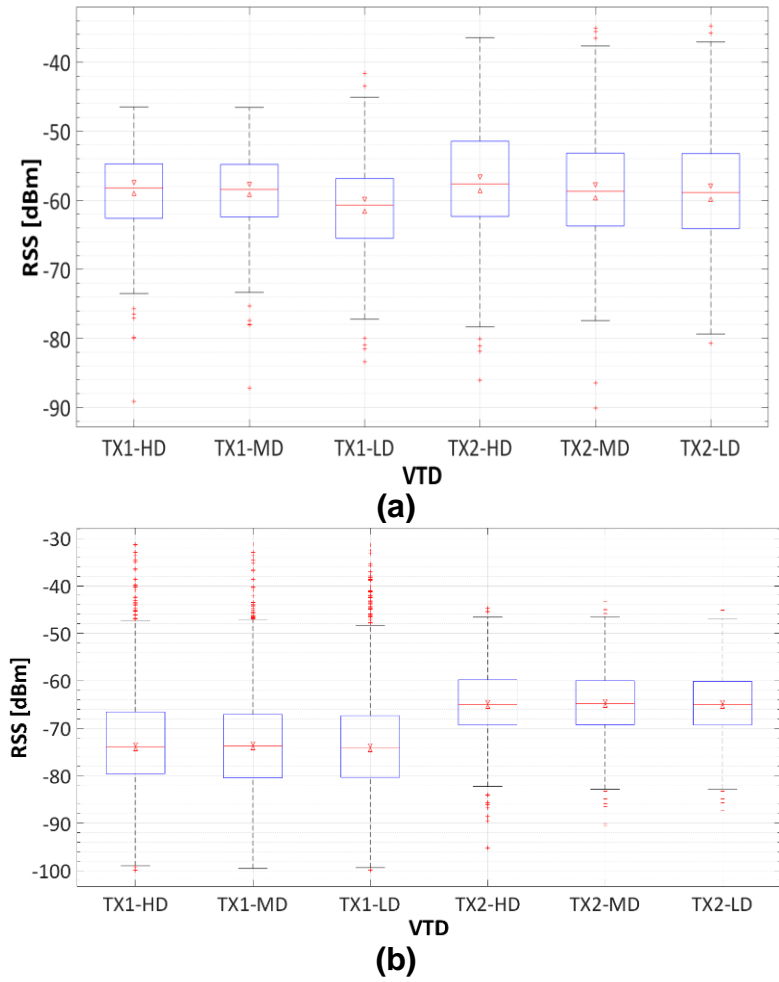 RSS [dBm]
-40
-50
-60
-70
-80
-90
TX1-HD TX1-MD TX1-LD TX2-HD TX2-MD TX2-LD
VTD
(a)
RSS [dBm]
-30
-40
-50
-60
-70
-80
-90
-100
TX1-HD TX1-MD TX1-LD TX2-HD TX2-MD TX2-LD
VTD
(b)